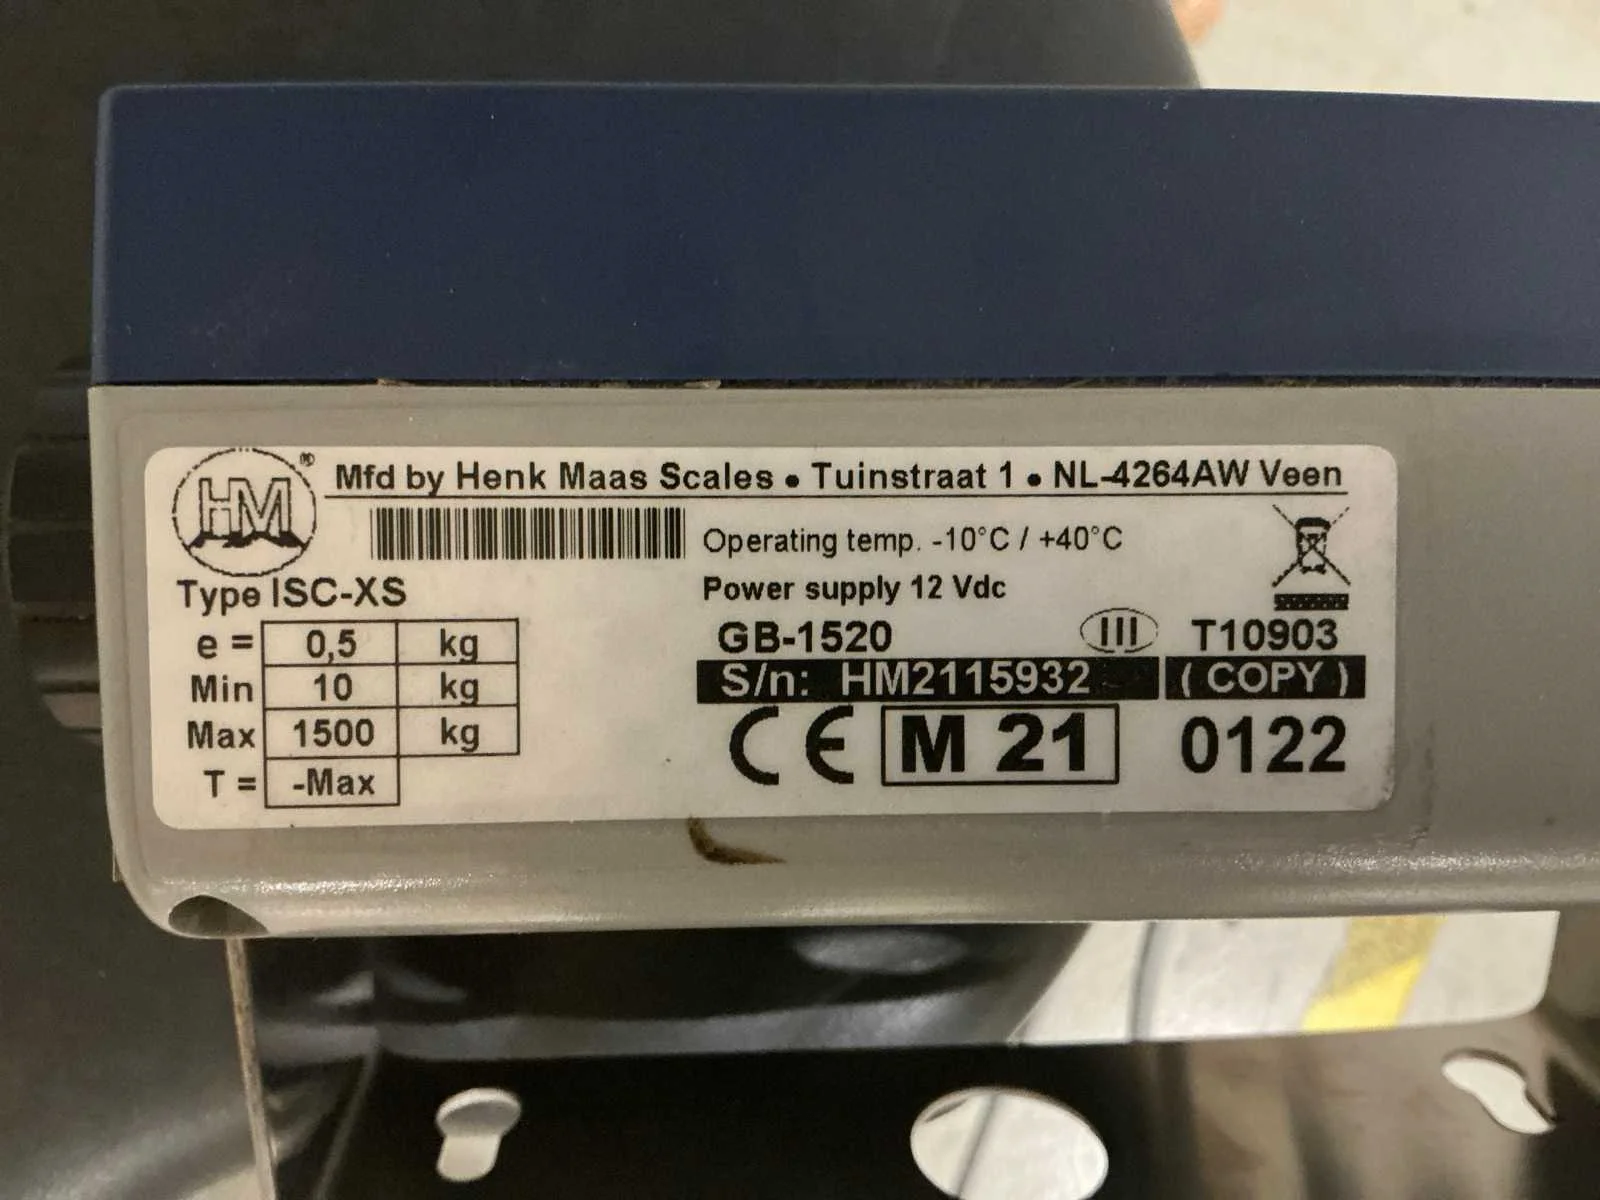 HM®
Mfd by Henk Maas Scales • Tuinstraat 1 • NL-4264AW Veen
Operating temp. -10°C / +40°C
Type ISC-XS
Power supply 12 Vdc
e = 0,5 kg
Min 10 kg
Max 1500 kg
T = -Max
GB-1520 III T10903
S/n: HM2115932 ( COPY )
CE M 21 0122